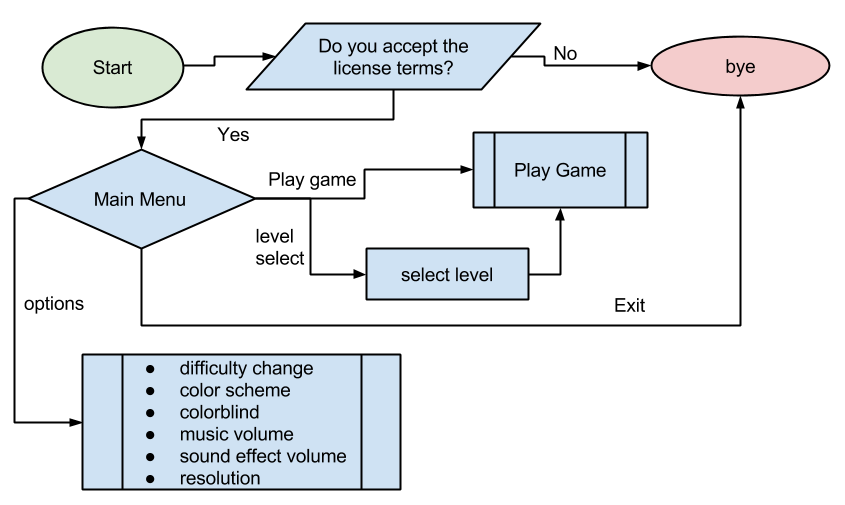 Start
Do you accept the
license terms?
No
bye
Yes
Main Menu
Play game
Play Game
level
select
select level
options
Exit
● difficulty change
● color scheme
● colorblind
● music volume
● sound effect volume
● resolution